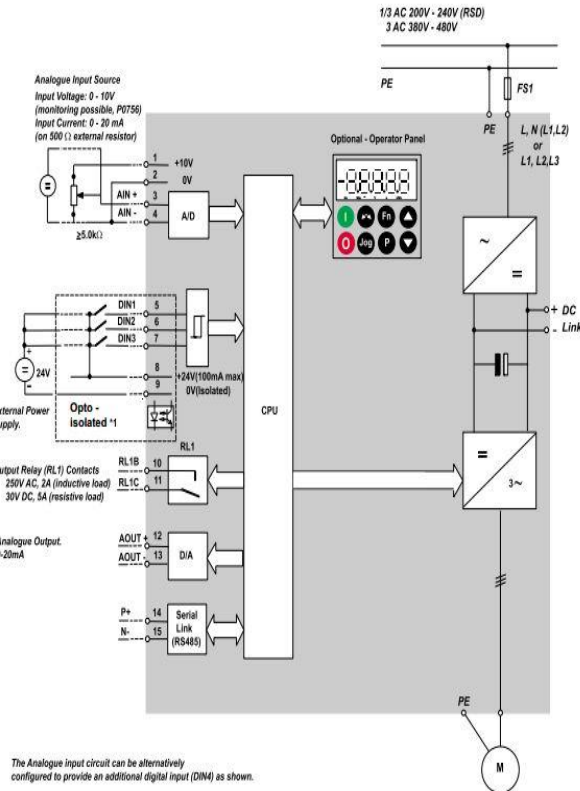 1/3 AC 200V - 240V (RSD)
3 AC 380V - 480V
PE
FS1
Analogue Input Source
Input Voltage: 0 - 10V
(monitoring possible, P0756)
Input Current: 0 - 20 mA
(on 500 Ω external resistor)
PE
L, N (L1,L2)
or
L1, L2,L3
Optional - Operator Panel
1 +10V
2 0V
AIN + 3
AIN - 4
A/D
≥5.0kΩ
I Fn
O Jog P
~
=
+ DC
- Link
DIN1 5
DIN2 6
DIN3 7
+
= 24V
-
8 +24V(100mA max)
9 0V(Isolated)
CPU
xternal Power
upply.
Opto -
isolated *1
RL1
utput Relay (RL1) Contacts
250V AC, 2A (inductive load)
30V DC, 5A (resistive load)
RL1B 10
RL1C 11
=
3~
nalogue Output.
-20mA
AOUT + 12
AOUT - 13
D/A
P+ 14
N- 15
Serial
Link
(RS485)
PE
M
The Analogue input circuit can be alternatively
configured to provide an additional digital input (DIN4) as shown.